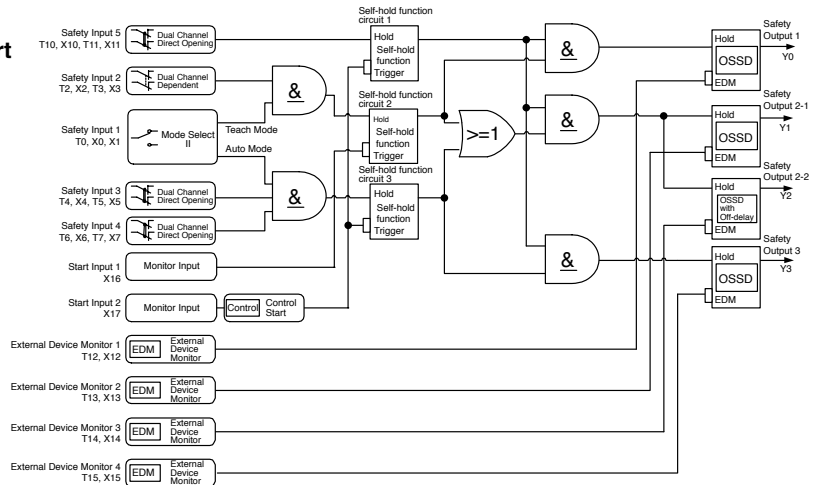 rt
Safety Input 5
T10, X10, T11, X11
Dual Channel
Direct Opening
Safety Input 2
T2, X2, T3, X3
Dual Channel
Dependent
Safety Input 1
T0, X0, X1
Mode Select
II
Teach Mode
Auto Mode
Safety Input 3
T4, X4, T5, X5
Dual Channel
Direct Opening
Safety Input 4
T6, X6, T7, X7
Dual Channel
Direct Opening
Start Input 1
X16
Monitor Input
Start Input 2
X17
Monitor Input
Control
Control
Start
External Device Monitor 1
T12, X12
EDM
External
Device
Monitor
External Device Monitor 2
T13, X13
EDM
External
Device
Monitor
External Device Monitor 3
T14, X14
EDM
External
Device
Monitor
External Device Monitor 4
T15, X15
EDM
External
Device
Monitor
&
&
Self-hold function
circuit 1
Hold
Self-hold
function
Trigger
Self-hold function
circuit 2
Hold
Self-hold
function
Trigger
Self-hold function
circuit 3
Hold
Self-hold
function
Trigger
>=1
&
&
&
Hold
OSSD
EDM
Safety
Output 1
Y0
Hold
OSSD
EDM
Safety
Output 2-1
Y1
Hold
OSSD
with
Off-delay
EDM
Safety
Output 2-2
Y2
Hold
OSSD
EDM
Safety
Output 3
Y3